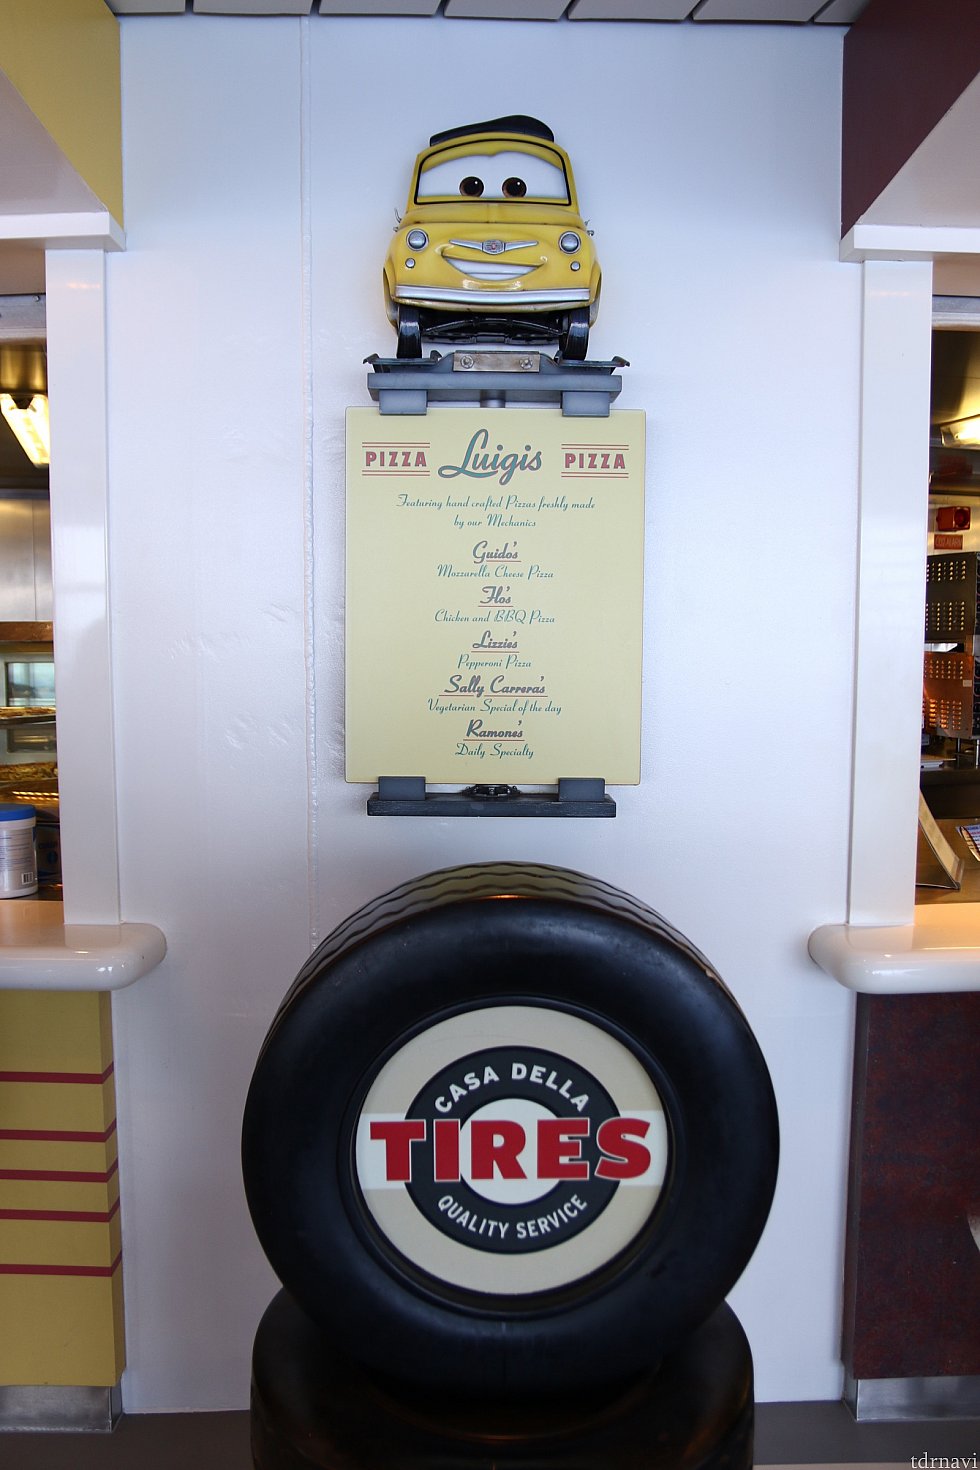 PIZZA Luigis PIZZA
Featuring hand crafted Pizzas freshly made
by our Mechanics
Guido's
Mozzarella Cheese Pizza
Flo's
Chicken and BBQ Pizza
Lizzie's
Pepperoni Pizza
Sally Carrera's
Vegetarian Special of the day
Ramone's
Daily Specialty
CASA DELLA
TIRES
QUALITY SERVICE
tdrnavi